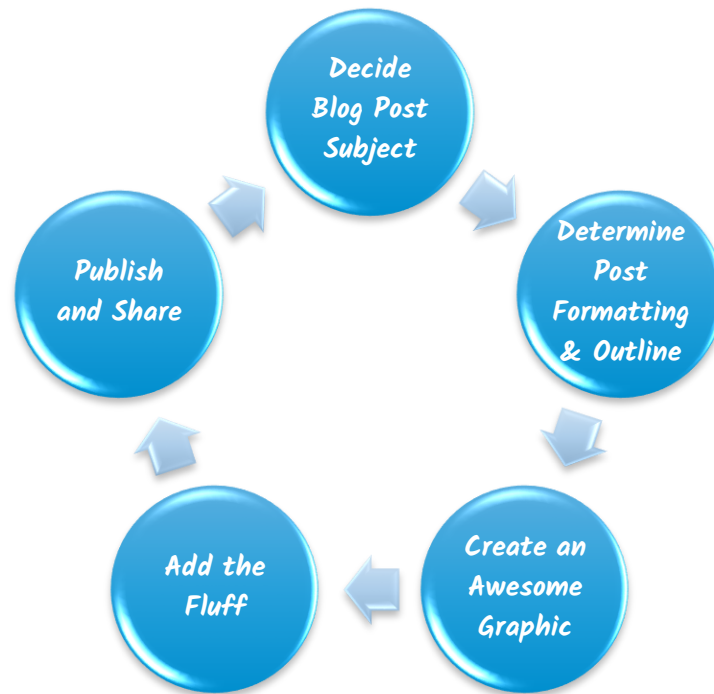 Decide
Blog Post
Subject
Determine
Post
Formatting
& Outline
Create an
Awesome
Graphic
Add the
Fluff
Publish
and Share